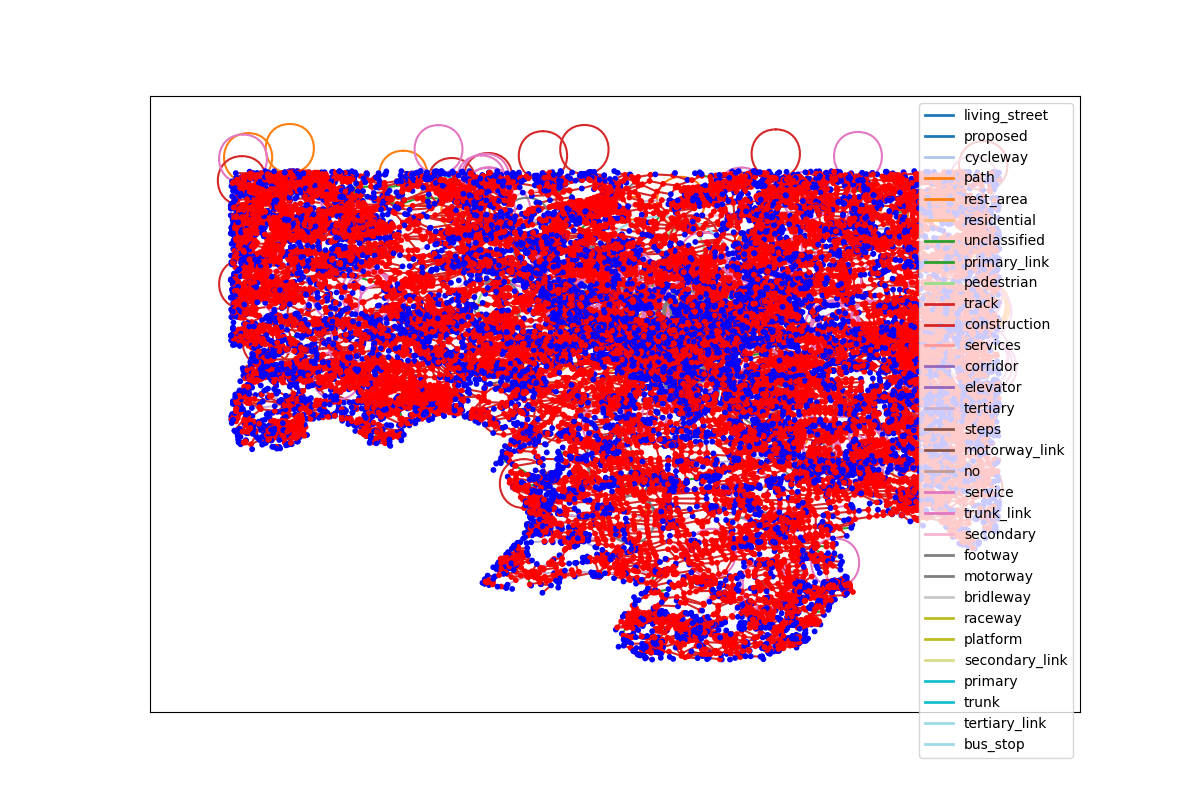 living_street
proposed
cycleway
path
rest_area
residential
unclassified
primary_link
pedestrian
track
construction
services
corridor
elevator
tertiary
steps
motorway_link
no
service
trunk_link
secondary
footway
motorway
bridleway
raceway
platform
secondary_link
primary
trunk
tertiary_link
bus_stop